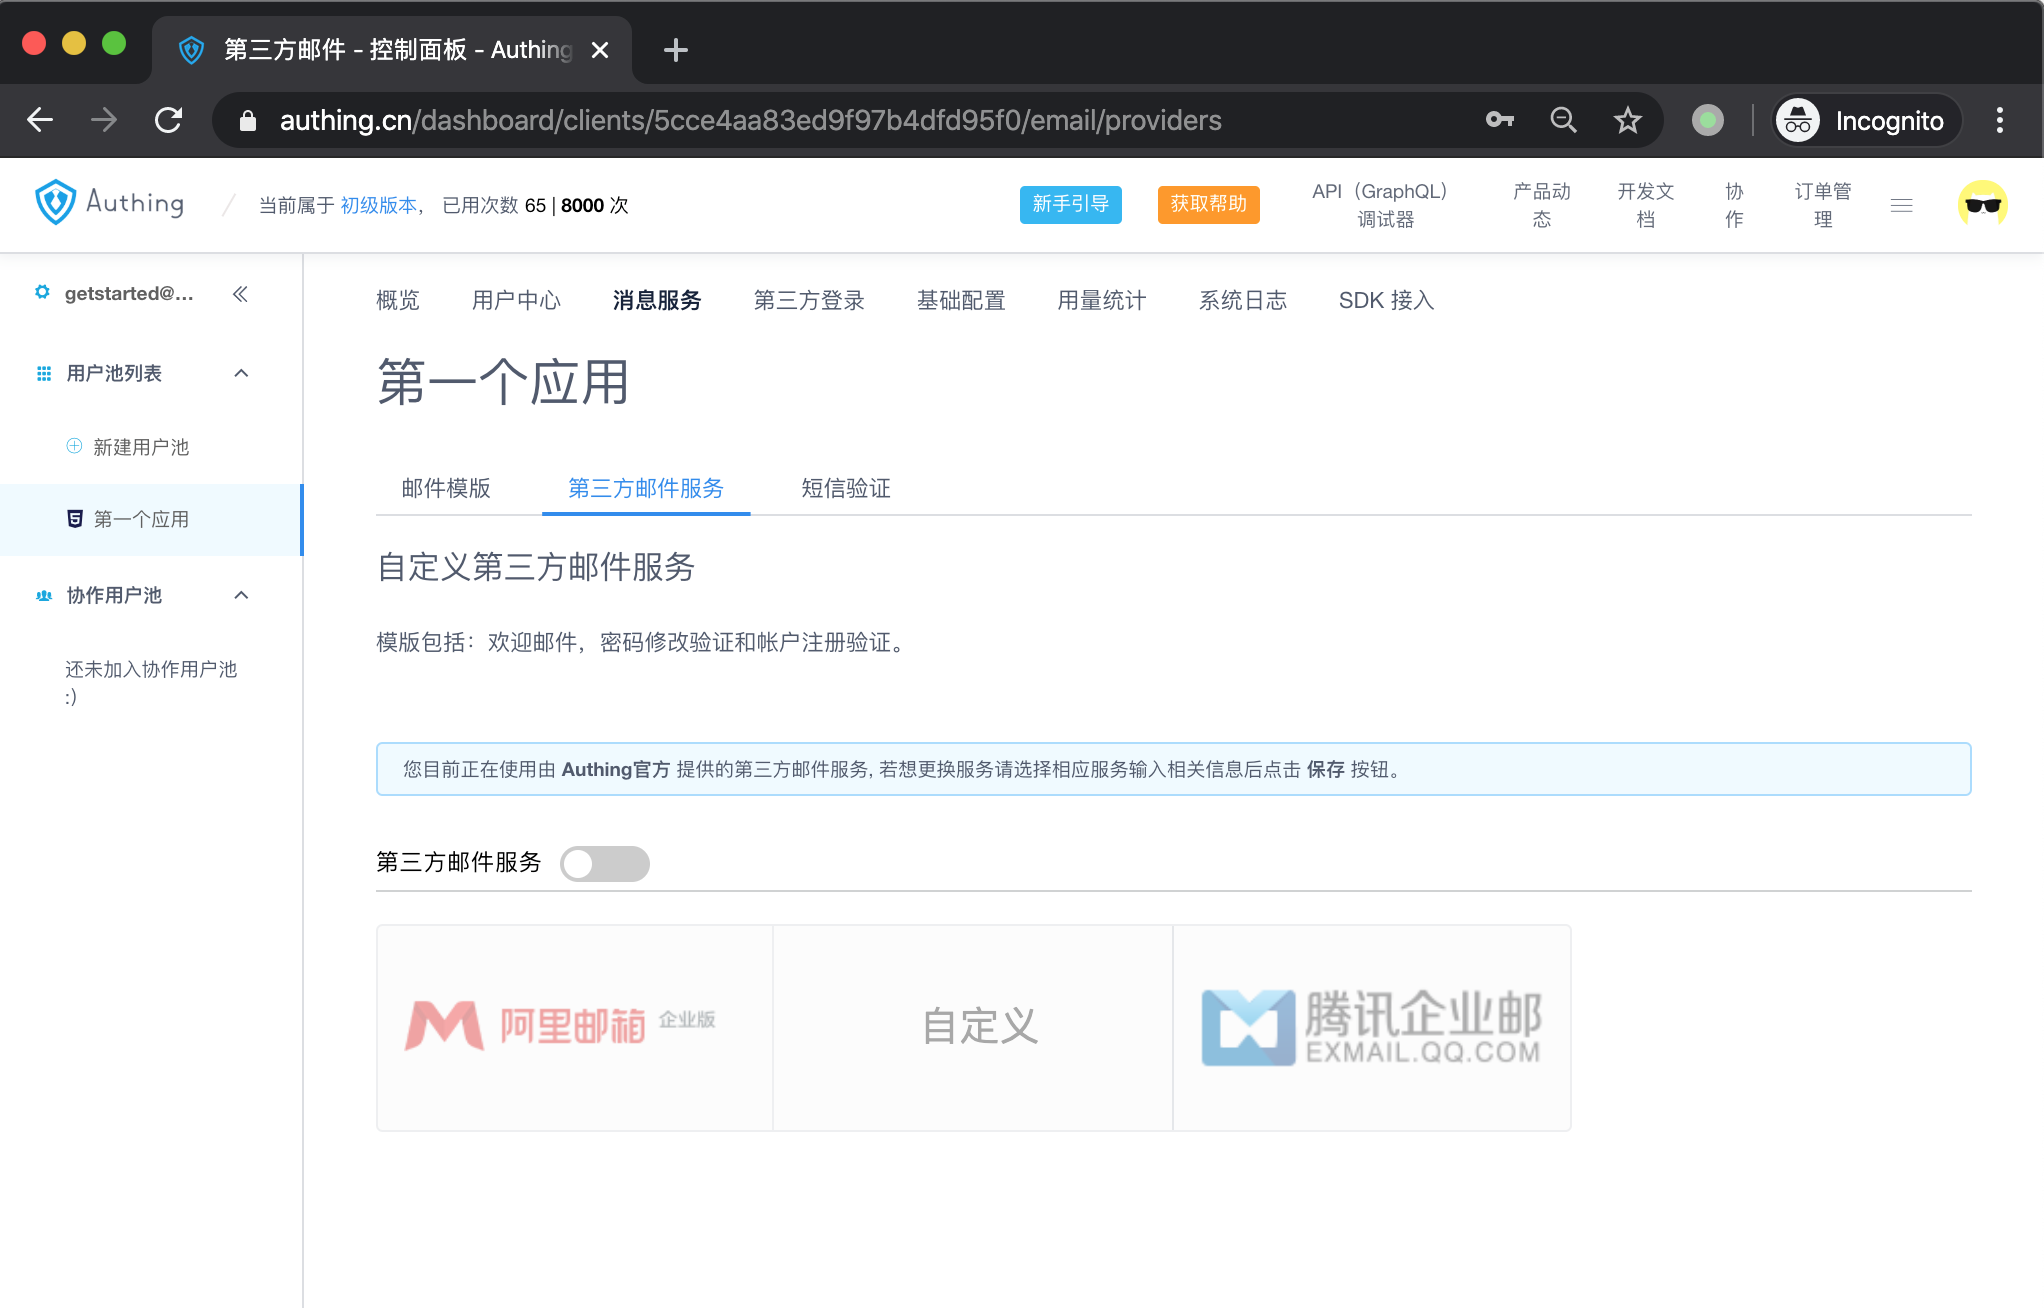 第三方邮件 - 控制面板 - Authing
authing.cn/dashboard/clients/5cce4aa83ed9f97b4dfd95f0/email/providers
Incognito
Authing
当前属于 初级版本， 已用次数 65 | 8000 次
新手引导
获取帮助
API（GraphQL）
调试器
产品动
态
开发文
档
协
作
订单管
理
getstarted@...
用户池列表
新建用户池
第一个应用
协作用户池
还未加入协作用户池
:)
概览 用户中心 消息服务 第三方登录 基础配置 用量统计 系统日志 SDK 接入
第一个应用
邮件模版 第三方邮件服务 短信验证
自定义第三方邮件服务
模版包括：欢迎邮件，密码修改验证和帐户注册验证。
您目前正在使用由 Authing官方 提供的第三方邮件服务, 若想更换服务请选择相应服务输入相关信息后点击 保存 按钮。
第三方邮件服务
阿里邮箱 企业版
自定义
腾讯企业邮
EXMAIL.QQ.COM